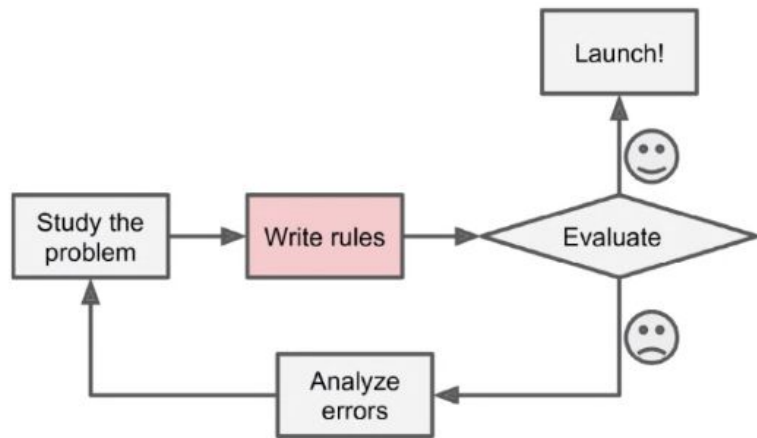 Launch!
Study the
problem
Write rules
Evaluate
Analyze
errors